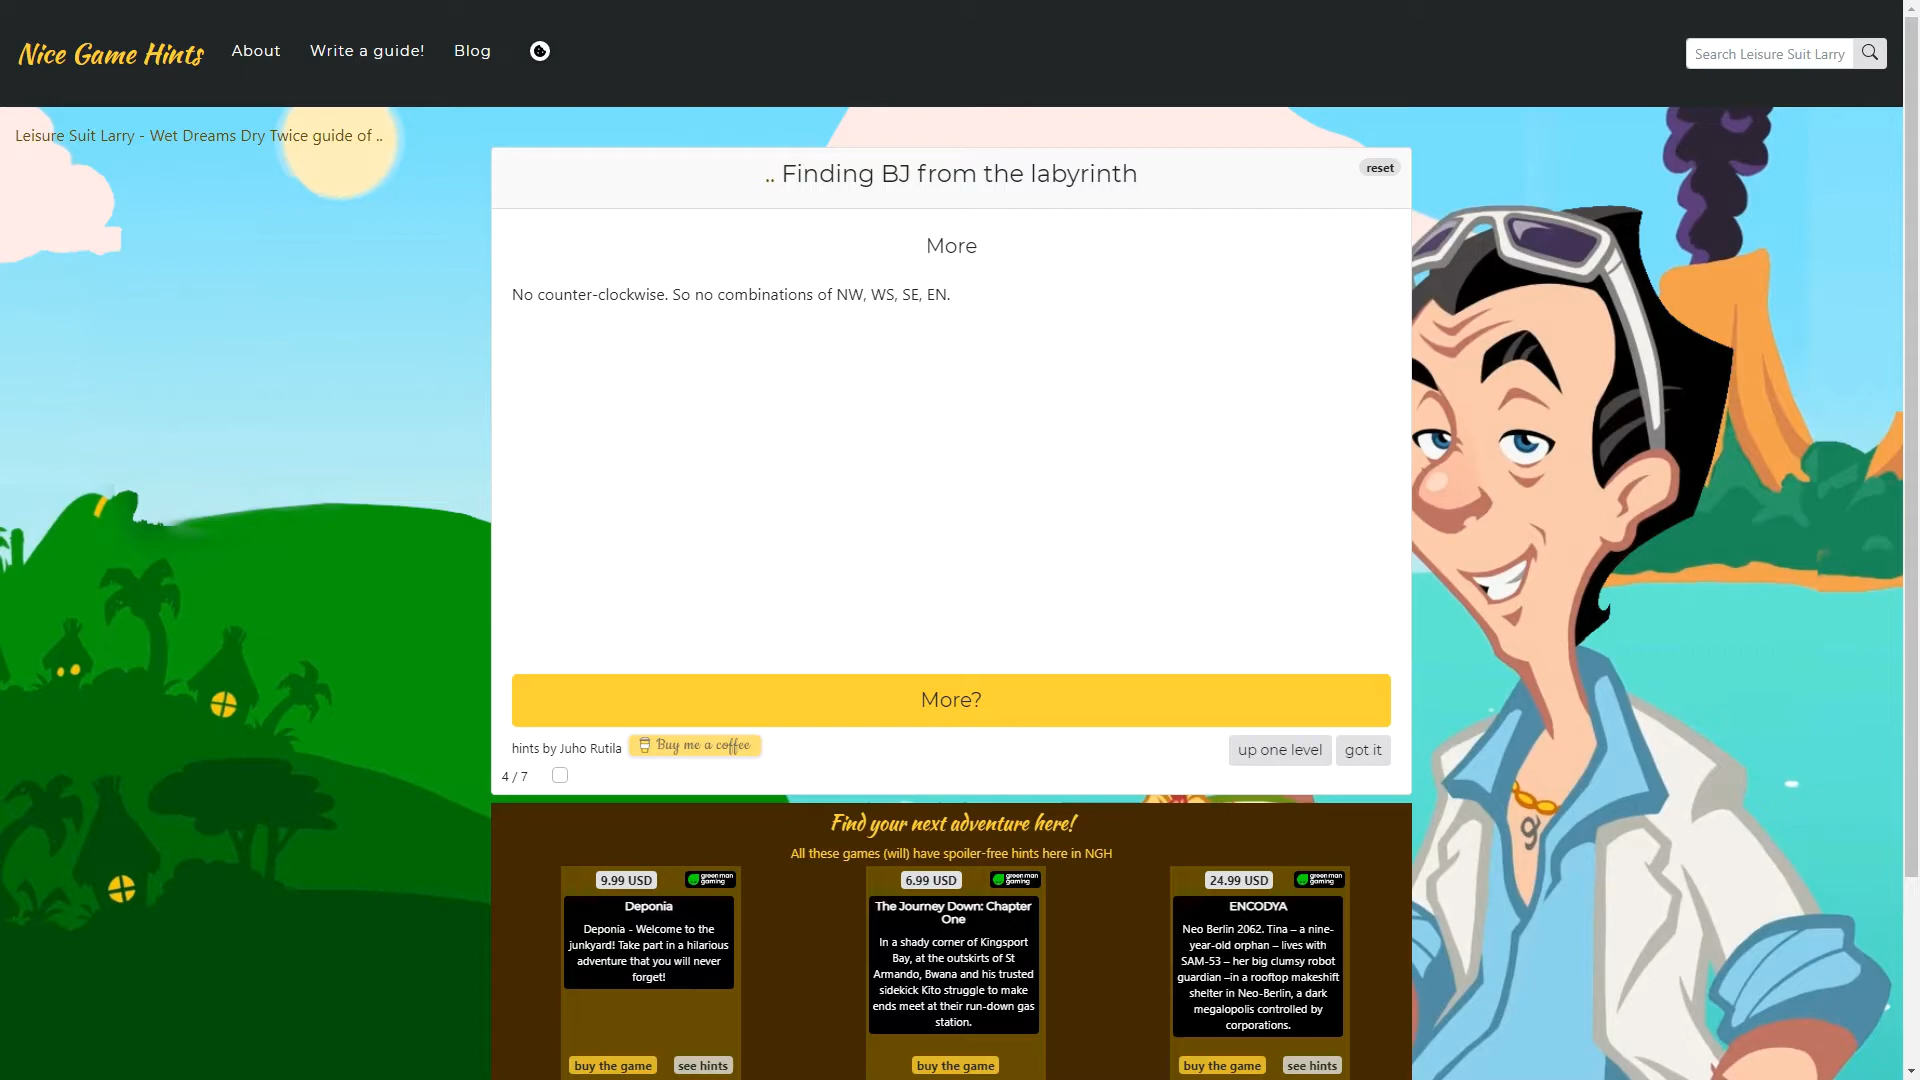 Nice Game Hints
About
Write a guide!
Blog
Search Leisure Suit Larry
Leisure Suit Larry - Wet Dreams Dry Twice guide of ..
.. Finding BJ from the labyrinth
reset
More
No counter-clockwise. So no combinations of NW, WS, SE, EN.
More?
hints by Juho Rutila
Buy me a coffee
up one level
got it
4 / 7
Find your next adventure here!
All these games (will) have spoiler-free hints here in NGH
9.99 USD
green man
gaming
Deponia
Deponia - Welcome to the
junkyard! Take part in a hilarious
adventure that you will never
forget!
buy the game
see hints
6.99 USD
green man
gaming
The Journey Down: Chapter
One
In a shady corner of Kingsport
Bay, at the outskirts of St
Armando, Bwana and his trusted
sidekick Kito struggle to make
ends meet at their run-down gas
station.
buy the game
24.99 USD
green man
gaming
ENCODYA
Neo Berlin 2062. Tina – a nine-
year-old orphan – lives with
SAM-53 – her big clumsy robot
guardian –in a rooftop makeshift
shelter in Neo-Berlin, a dark
megalopolis controlled by
corporations.
buy the game
see hints